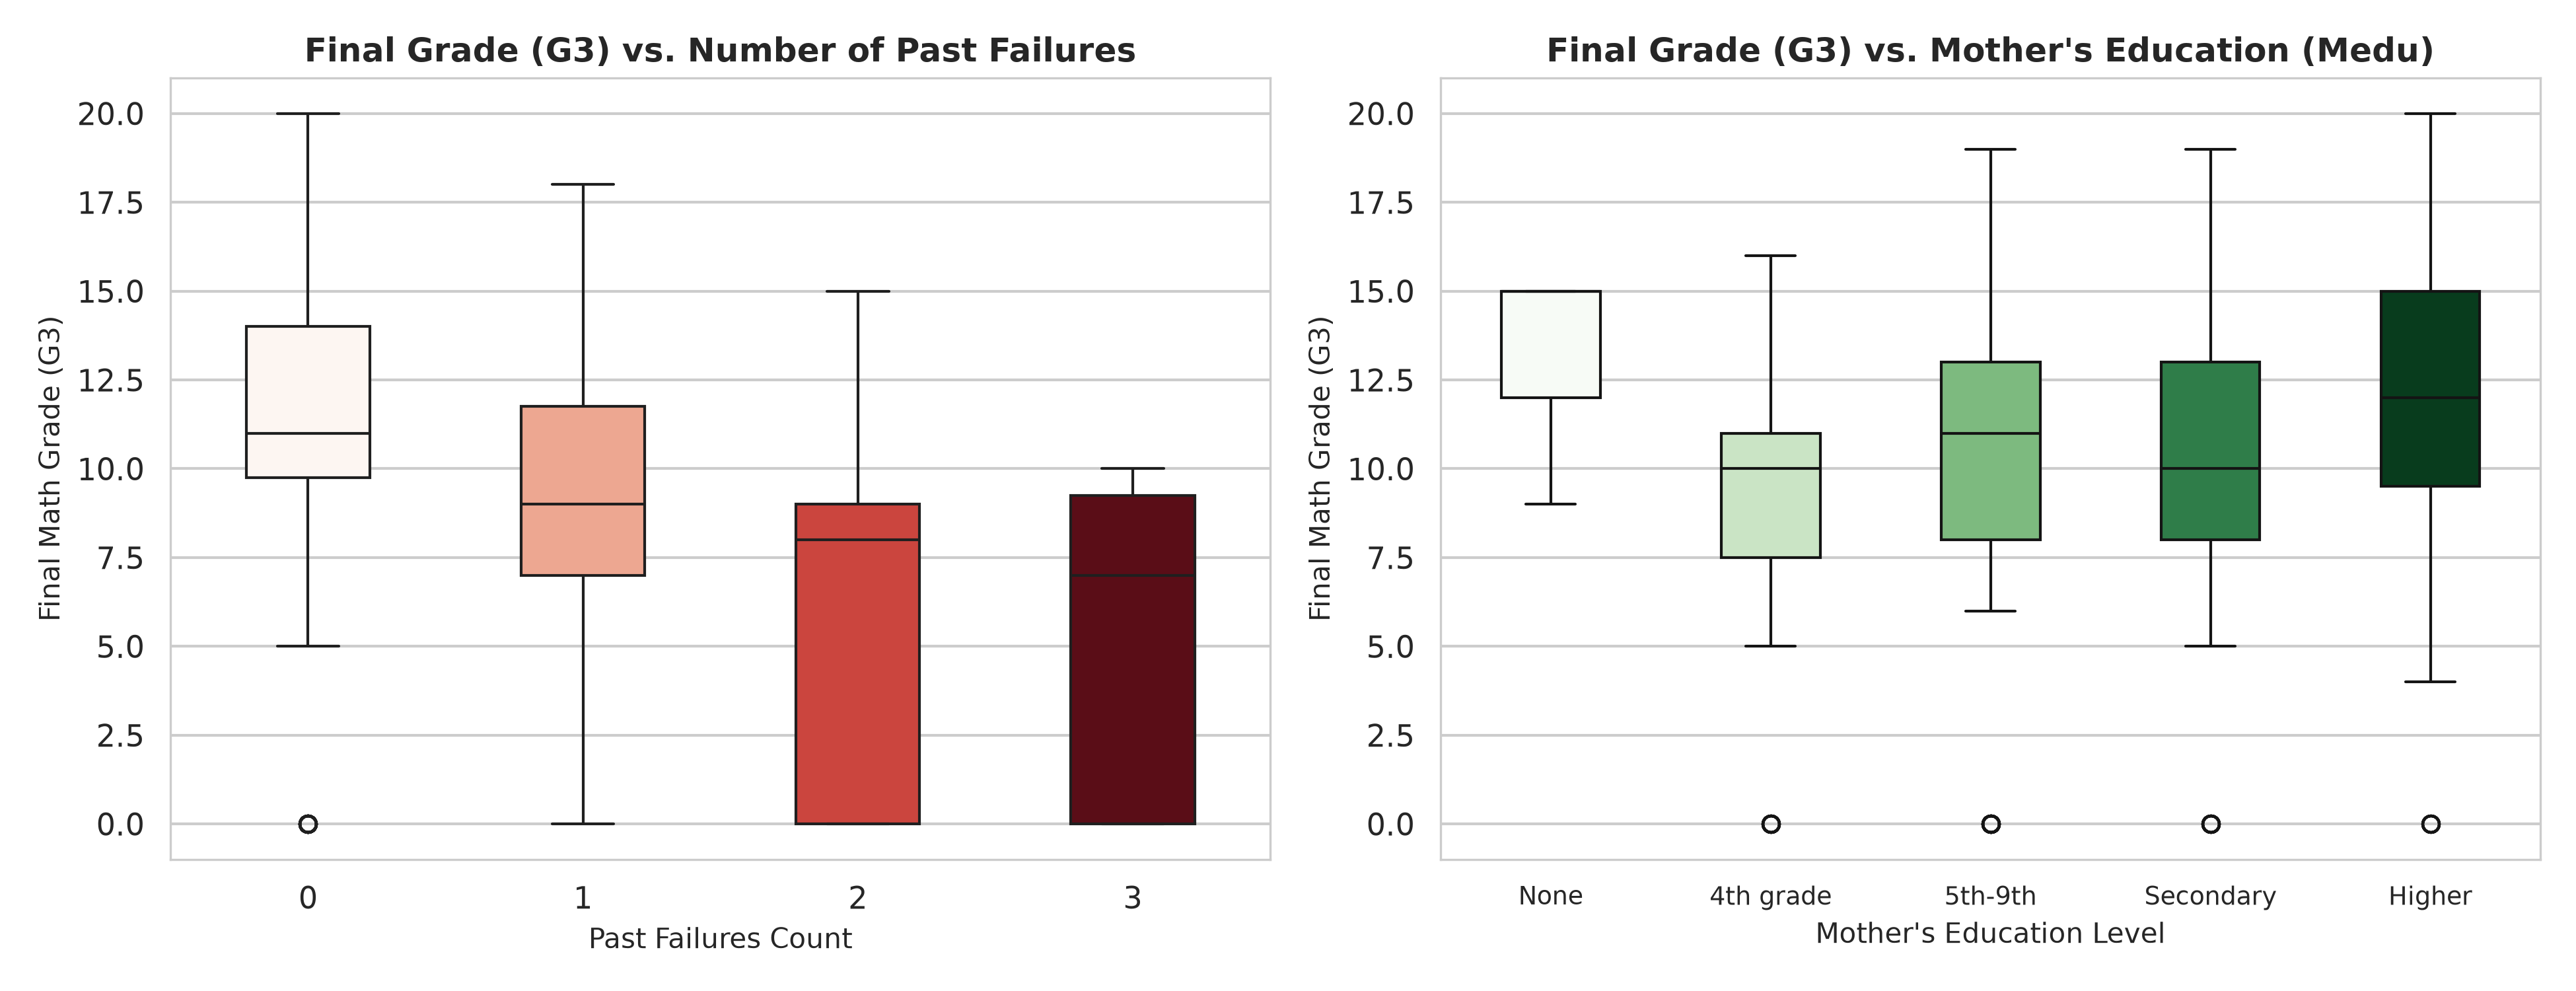 Final Grade (G3) vs. Number of Past Failures
Final Math Grade (G3)
20.0
17.5
15.0
12.5
10.0
7.5
5.0
2.5
0.0
0 1 2 3
Past Failures Count
Final Grade (G3) vs. Mother's Education (Medu)
Final Math Grade (G3)
20.0
17.5
15.0
12.5
10.0
7.5
5.0
2.5
0.0
None 4th grade 5th-9th Secondary Higher
Mother's Education Level